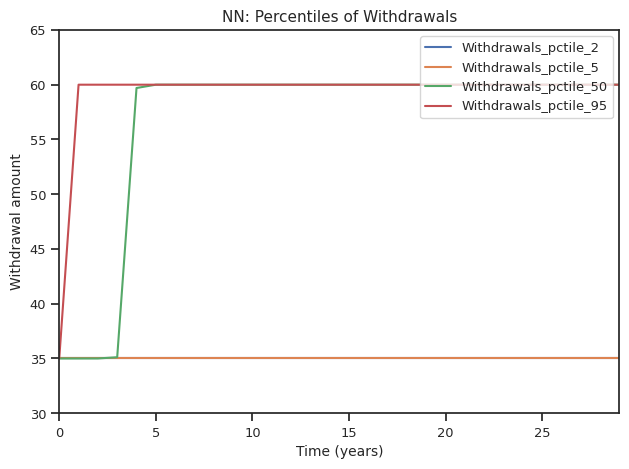 NN: Percentiles of Withdrawals
65
60
55
50
45
40
35
30
Withdrawal amount
Withdrawals_pctile_2
Withdrawals_pctile_5
Withdrawals_pctile_50
Withdrawals_pctile_95
0 5 10 15 20 25
Time (years)